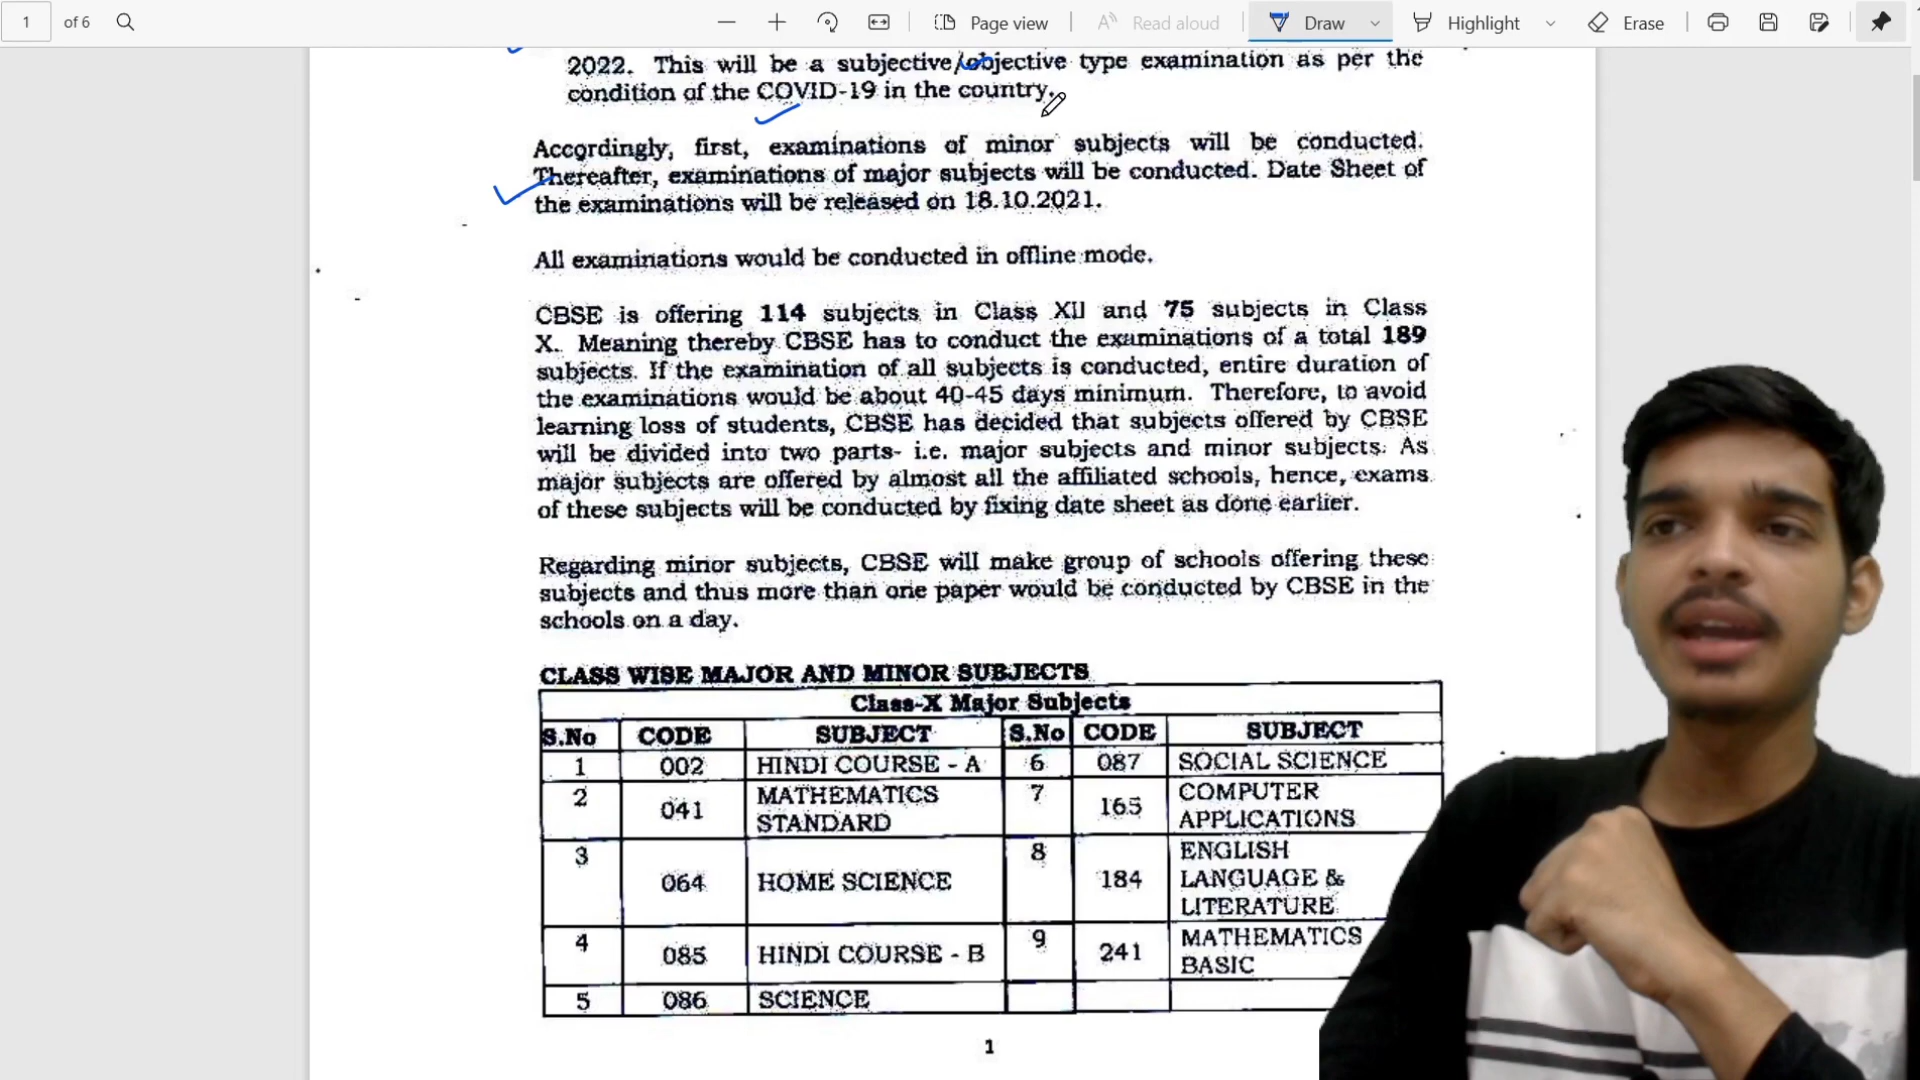 1 of 6 Page view Read aloud Draw Highlight Erase
2022. This will be a subjective/objective type examination as per the
condition of the COVID-19 in the country.
Accordingly, first, examinations of minor subjects will be conducted.
Thereafter, examinations of major subjects will be conducted. Date Sheet of
the examinations will be released on 18.10.2021.
All examinations would be conducted in offline mode.
CBSE is offering 114 subjects in Class XII and 75 subjects in Class
X. Meaning thereby CBSE has to conduct the examinations of a total 189
subjects. If the examination of all subjects is conducted, entire duration of
the examinations would be about 40-45 days minimum. Therefore, to avoid
learning loss of students, CBSE has decided that subjects offered by CBSE
will be divided into two parts- i.e. major subjects and minor subjects. As
major subjects are offered by almost all the affiliated schools, hence, exams
of these subjects will be conducted by fixing date sheet as done earlier.
Regarding minor subjects, CBSE will make group of schools offering these
subjects and thus more than one paper would be conducted by CBSE in the
schools on a day.
CLASS WISE MAJOR AND MINOR SUBJECTS
Class-X Major Subjects
S.No CODE SUBJECT S.No CODE SUBJECT
1 002 HINDI COURSE - A 6 087 SOCIAL SCIENCE
2 041 MATHEMATICS 7 165 COMPUTER
STANDARD APPLICATIONS
3 064 HOME SCIENCE 8 184 ENGLISH
LANGUAGE &
LITERATURE
4 085 HINDI COURSE - B 9 241 MATHEMATICS
BASIC
5 086 SCIENCE
1